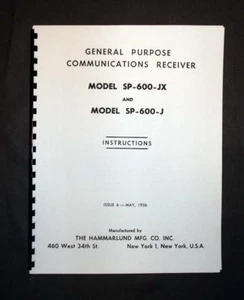 GENERAL PURPOSE
COMMUNICATIONS RECEIVER
MODEL SP-600-JX
AND
MODEL SP-600-J
INSTRUCTIONS
ISSUE 6 — MAY, 1956
Manufactured by
THE HAMMARLUND MFG. CO. INC.
460 West 34th St. New York 1, New York, U.S.A.